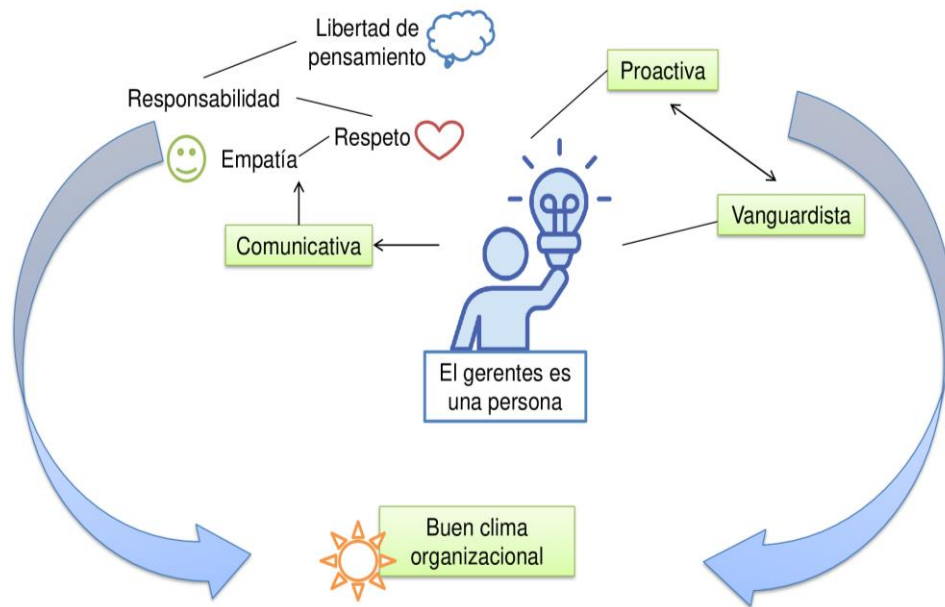 Libertad de
pensamiento
Proactiva
Responsabilidad
Respeto
Empatía
Vanguardista
Comunicativa
El gerentes es
una persona
Buen clima
organizacional